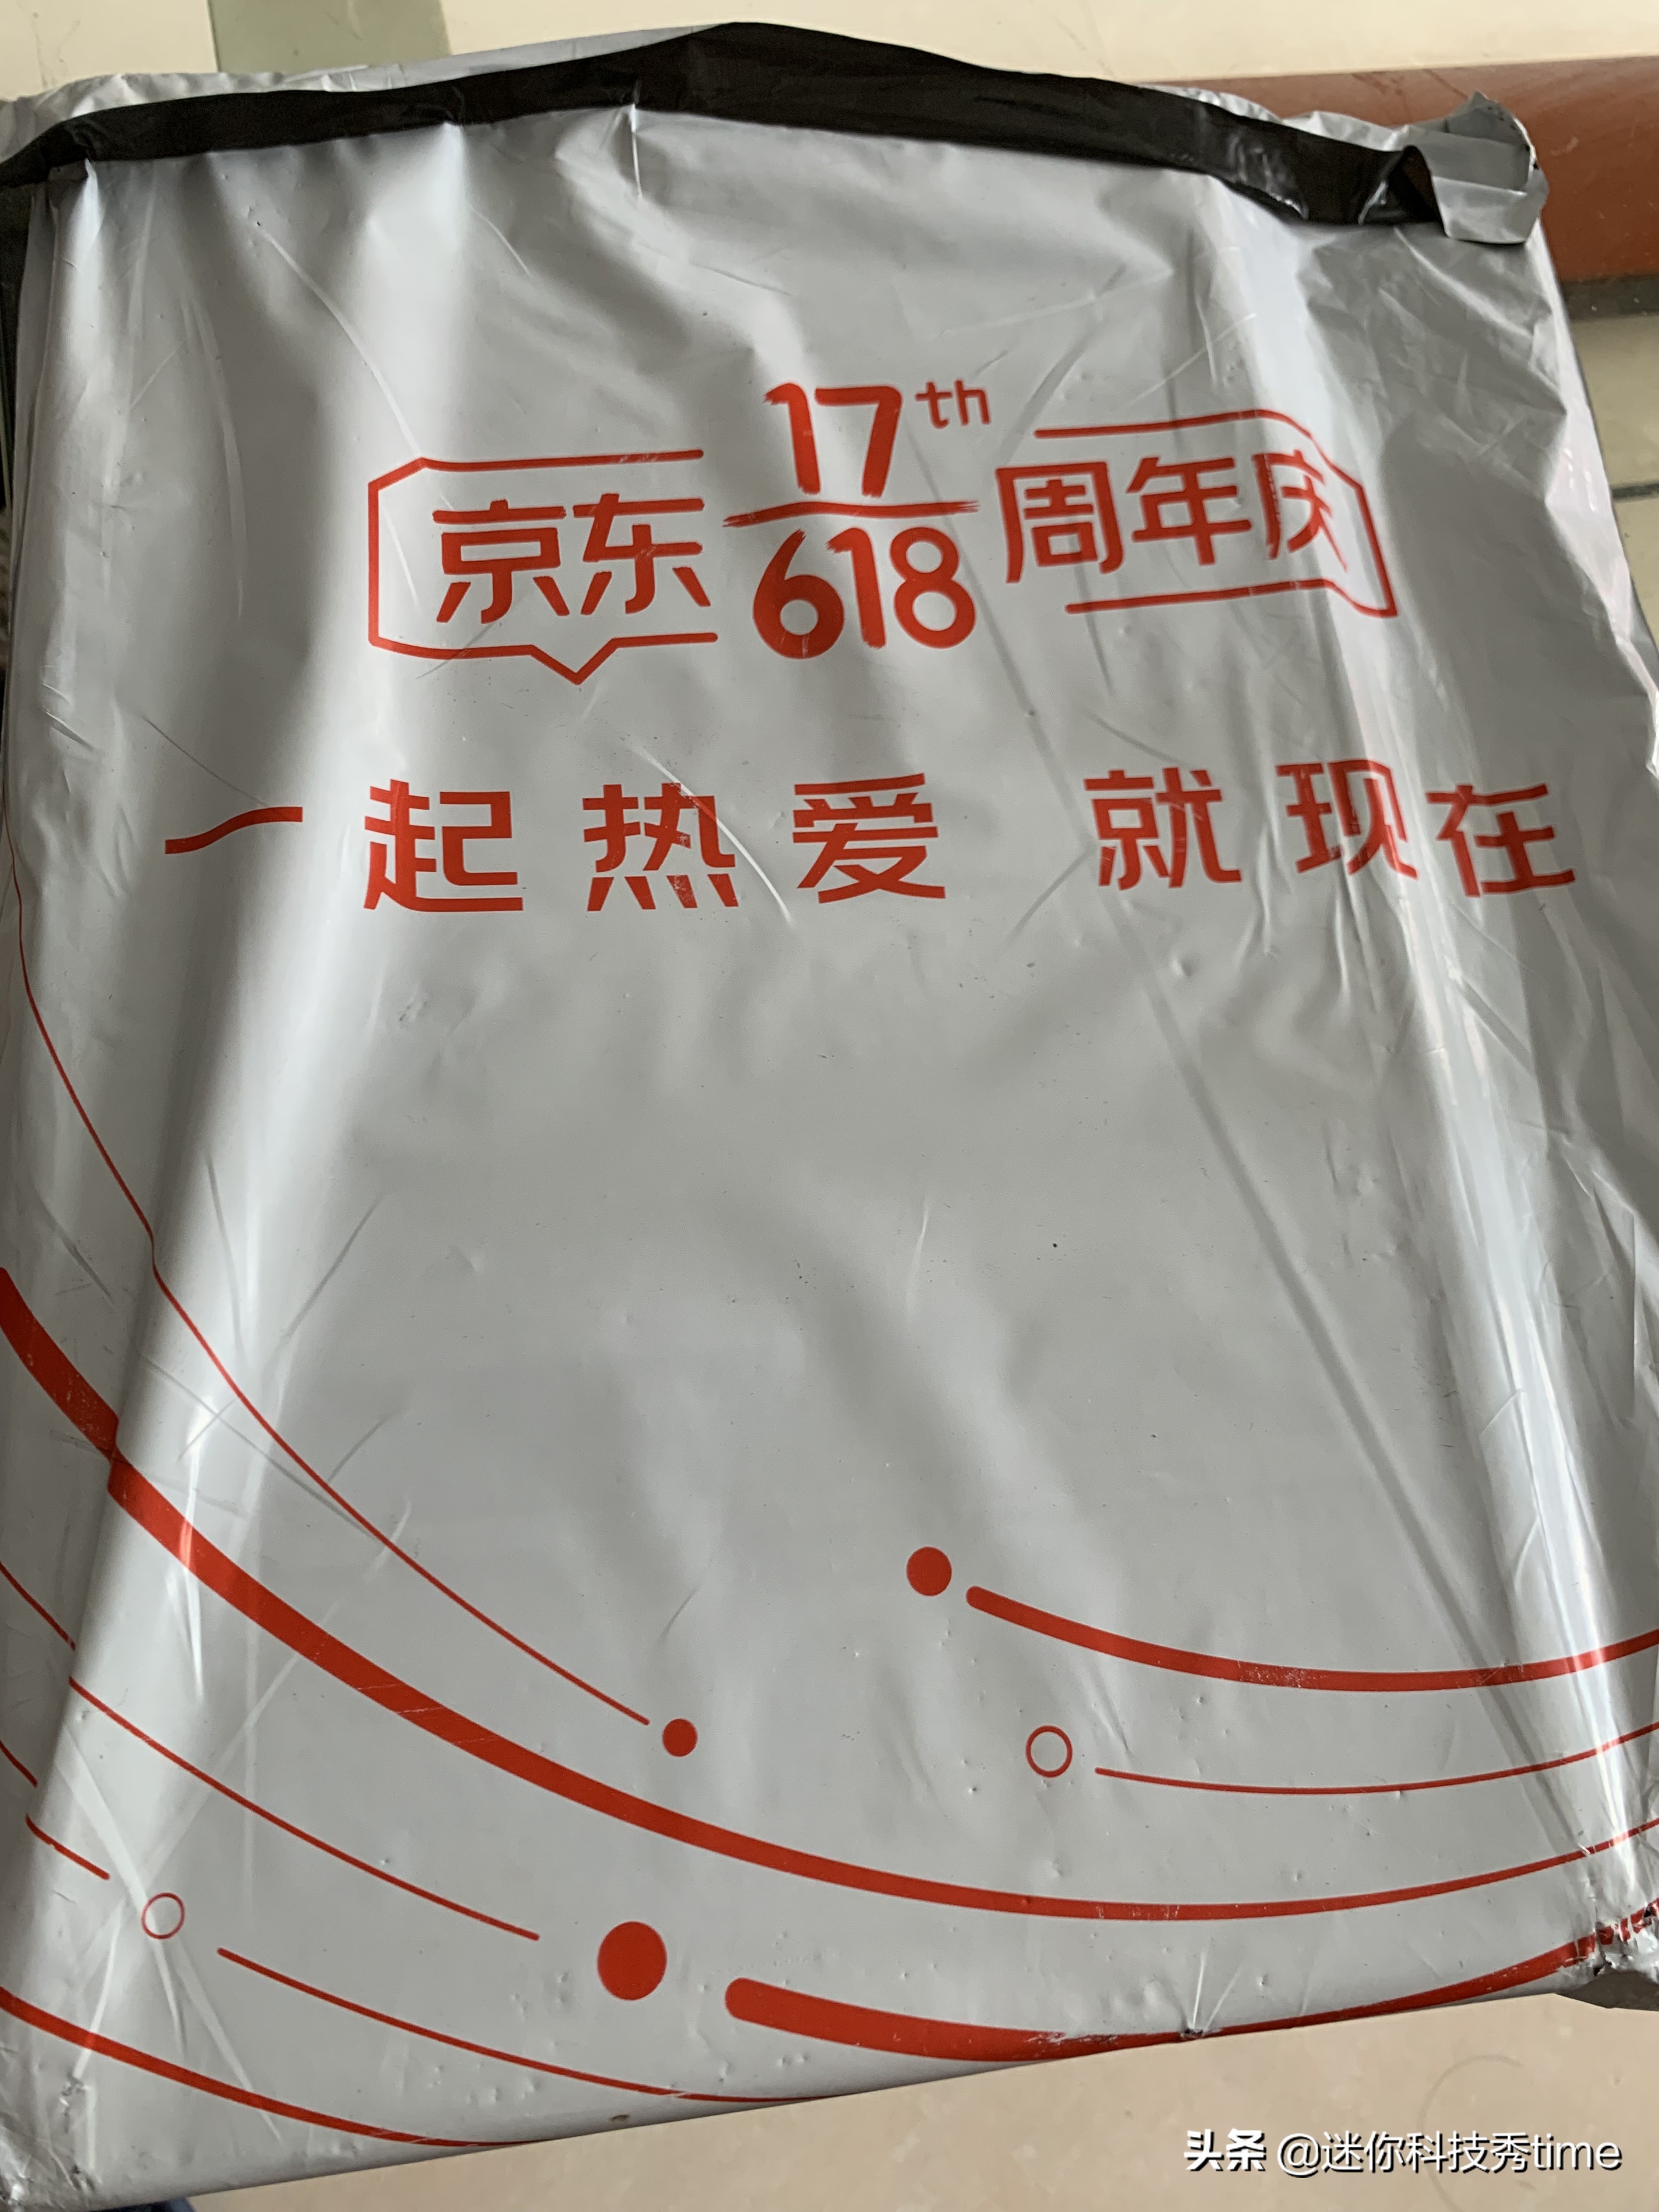 京东 17th 618 周年庆
一起热爱 就现在
头条 @迷你科技秀time